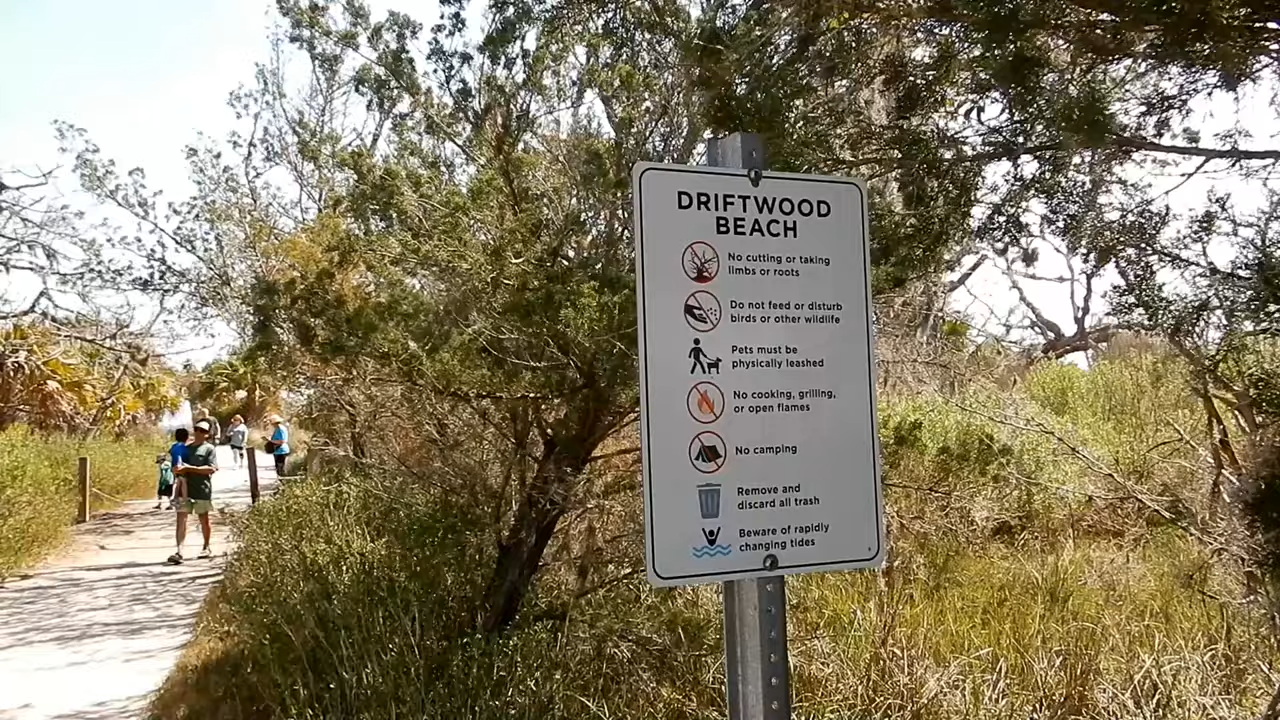 DRIFTWOOD
BEACH
No cutting or taking
limbs or roots
Do not feed or disturb
birds or other wildlife
Pets must be
physically leashed
No cooking, grilling,
or open flames
No camping
Remove and
discard all trash
Beware of rapidly
changing tides